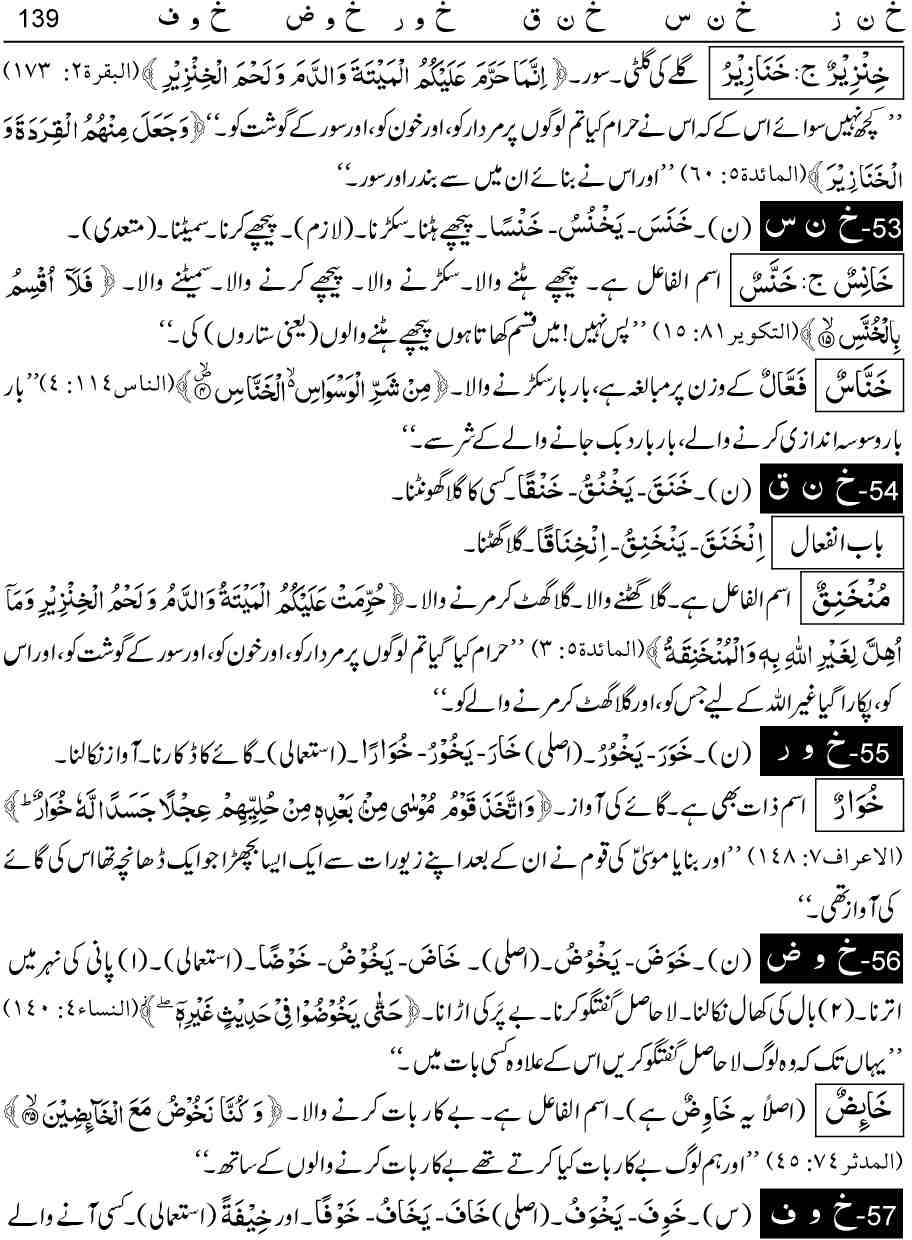 خ ن ز   خ ن س   خ ن ق   خ و ر   خ و ض   خ و ف   139
خِنْزِيْرٌ ج: خَنَازِيْرُ گلے کی گلٹی۔ سور۔﴿ اِنَّمَا حَرَّمَ عَلَيْكُمُ الْمَيْتَةَ وَالدَّمَ وَلَحْمَ الْخِنْزِيْرِ ﴾(البقرة٢: ١٧٣)
’’ کچھ نہیں سوائے اس کے کہ اس نے حرام کیا تم لوگوں پر مردار کو، اور خون کو، اور سور کے گوشت کو۔‘‘﴿ وَجَعَلَ مِنْهُمُ الْقِرَدَةَ وَ
الْخَنَازِيْرَ ﴾(المائدة٥: ٦٠) ’’اور اس نے بنائے ان میں سے بندر اور سور۔‘‘
53- خ ن س (ن)۔ خَنَسَ- يَخْنُسُ- خَنْسًا۔ پیچھے ہٹنا۔ سکڑنا۔ (لازم)۔ پیچھے کرنا۔ سمیٹنا۔ (متعدی)۔
خَانِسٌ ج: خُنَّسٌ اسم الفاعل ہے۔ پیچھے ہٹنے والا۔ سکڑنے والا۔ پیچھے کرنے والا۔ سمیٹنے والا۔ ﴿ فَلَآ اُقْسِمُ
بِالْخُنَّسِ ۙ۝۱۵ ﴾(التكوير٨١: ١٥) ’’ پس نہیں! میں قسم کھاتا ہوں پیچھے ہٹنے والوں (یعنی ستاروں) کی۔‘‘
خَنَّاسٌ فَعَّالٌ کے وزن پر مبالغہ ہے، بار بار سکڑنے والا۔﴿ مِنْ شَرِّ الْوَسْوَاسِ ۙ الْخَنَّاسِ ۝۴ۙ ﴾(الناس١١٤: ٤) ’’بار
بار وسوسہ اندازی کرنے والے، بار بار دبک جانے والے کے شر سے۔‘‘
54- خ ن ق (ن)۔ خَنَقَ- يَخْنُقُ- خَنْقًا۔ کسی کا گلا گھونٹنا۔
باب انفعال اِنْخَنَقَ- يَنْخَنِقُ- اِنْخِنَاقًا۔ گلا گھٹنا۔
مُنْخَنِقٌ اسم الفاعل ہے۔ گلا گھٹنے والا۔ گلا گھٹ کر مرنے والا۔﴿ حُرِّمَتْ عَلَيْكُمُ الْمَيْتَةُ وَالدَّمُ وَلَحْمُ الْخِنْزِيْرِ وَمَآ
اُهِلَّ لِغَيْرِ اللّٰهِ بِهٖ وَالْمُنْخَنِقَةُ ﴾(المائدة٥: ٣) ’’ حرام کیا گیا تم لوگوں پر مردار کو، اور خون کو، اور سور کے گوشت کو، اور اس
کو، پکارا گیا غیر اللہ کے لیے جس کو، اور گلا گھٹ کر مرنے والے کو۔‘‘
55- خ و ر (ن)۔ خَوَرَ- يَخْوُرُ۔ (اصلی) خَارَ- يَخُوْرُ- خُوَارًا۔ (استعمالی)۔ گائے کا ڈکارنا۔ آواز نکالنا۔
خُوَارٌ اسم ذات بھی ہے۔ گائے کی آواز۔﴿ وَاتَّخَذَ قَوْمُ مُوْسٰى مِنْۢ بَعْدِهٖ مِنْ حُلِيِّهِمْ عِجْلًا جَسَدًا لَّهٗ خُوَارٌ ؕ ﴾
(الاعراف٧: ١٤٨) ’’اور بنایا موسیٰؑ کی قوم نے ان کے بعد اپنے زیورات سے ایک ایسا بچھڑا جو ایک ڈھانچہ تھا اس کی گائے
کی آواز تھی۔‘‘
56- خ و ض (ن)۔ خَوَضَ- يَخْوُضُ۔ (اصلی)۔ خَاضَ- يَخُوْضُ- خَوْضًا۔ (استعمالی)۔ (۱) پانی کی نہر میں
اترنا۔ (۲) بال کی کھال نکالنا۔ لاحاصل گفتگو کرنا۔ بے پَر کی اڑانا۔﴿ حَتّٰى يَخُوْضُوْا فِيْ حَدِيْثٍ غَيْرِهٖٓ ۖ ﴾(النساء٤: ١٤٠)
’’ یہاں تک کہ وہ لوگ لاحاصل گفتگو کریں اس کے علاوہ کسی بات میں۔‘‘
خَائِضٌ (اصلاً یہ خَاوِضٌ ہے)۔ اسم الفاعل ہے۔ بے کار بات کرنے والا۔﴿ وَكُنَّا نَخُوْضُ مَعَ الْخَآئِضِيْنَ ۙ۝۴۵ ﴾
(المدثر٧٤: ٤٥) ’’اور ہم لوگ بے کار بات کیا کرتے تھے بے کار بات کرنے والوں کے ساتھ۔‘‘
57- خ و ف (س)۔ خَوِفَ- يَخْوَفُ۔ (اصلی) خَافَ- يَخَافُ- خَوْفًا۔ اور خِيْفَةً (استعمالی)۔ کسی آنے والے